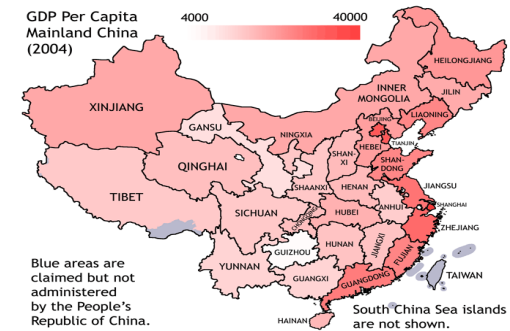 GDP Per Capita
Mainland China
(2004)
4000
40000
HEILONGJIANG
JILIN
INNER
MONGOLIA
LIAONING
XINJIANG
BEIJING
GANSU
NINGXIA
HEBEI
TIANJIN
SHAN-
XI
SHAN-
DONG
QINGHAI
SHAANXI
HENAN
JIANGSU
TIBET
ANHUI
SHANGHAI
SICHUAN
CHONGQING
HUBEI
ZHEJIANG
GUIZHOU
HUNAN
JIANGXI
FUJIAN
YUNNAN
GUANGXI
GUANGDONG
TAIWAN
HAINAN
Blue areas are
claimed but not
administered
by the People's
Republic of China.
South China Sea islands
are not shown.